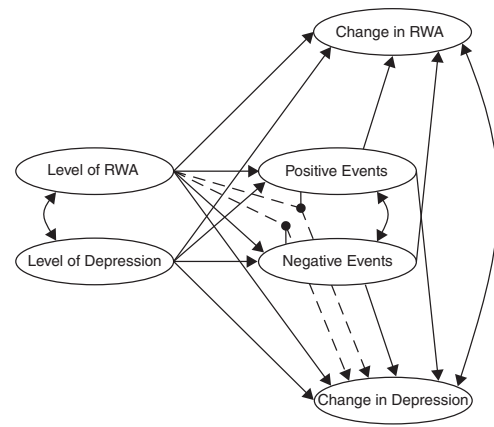 Change in RWA
Level of RWA
Positive Events
Level of Depression
Negative Events
Change in Depression